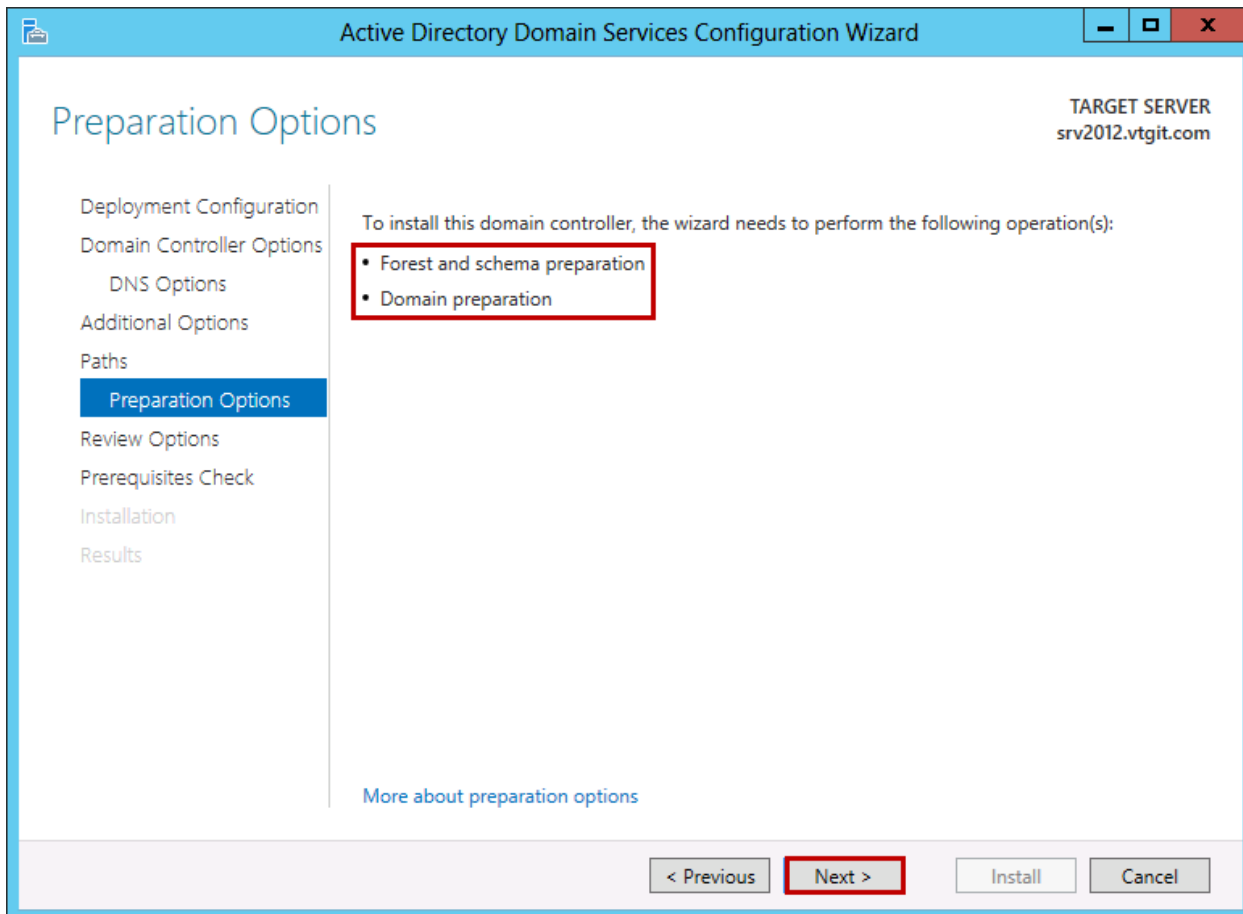 Active Directory Domain Services Configuration Wizard
Preparation Options
TARGET SERVER
srv2012.vtgit.com
Deployment Configuration
Domain Controller Options
DNS Options
Additional Options
Paths
Preparation Options
Review Options
Prerequisites Check
Installation
Results
To install this domain controller, the wizard needs to perform the following operation(s):
• Forest and schema preparation
• Domain preparation
More about preparation options
< Previous
Next >
Install
Cancel